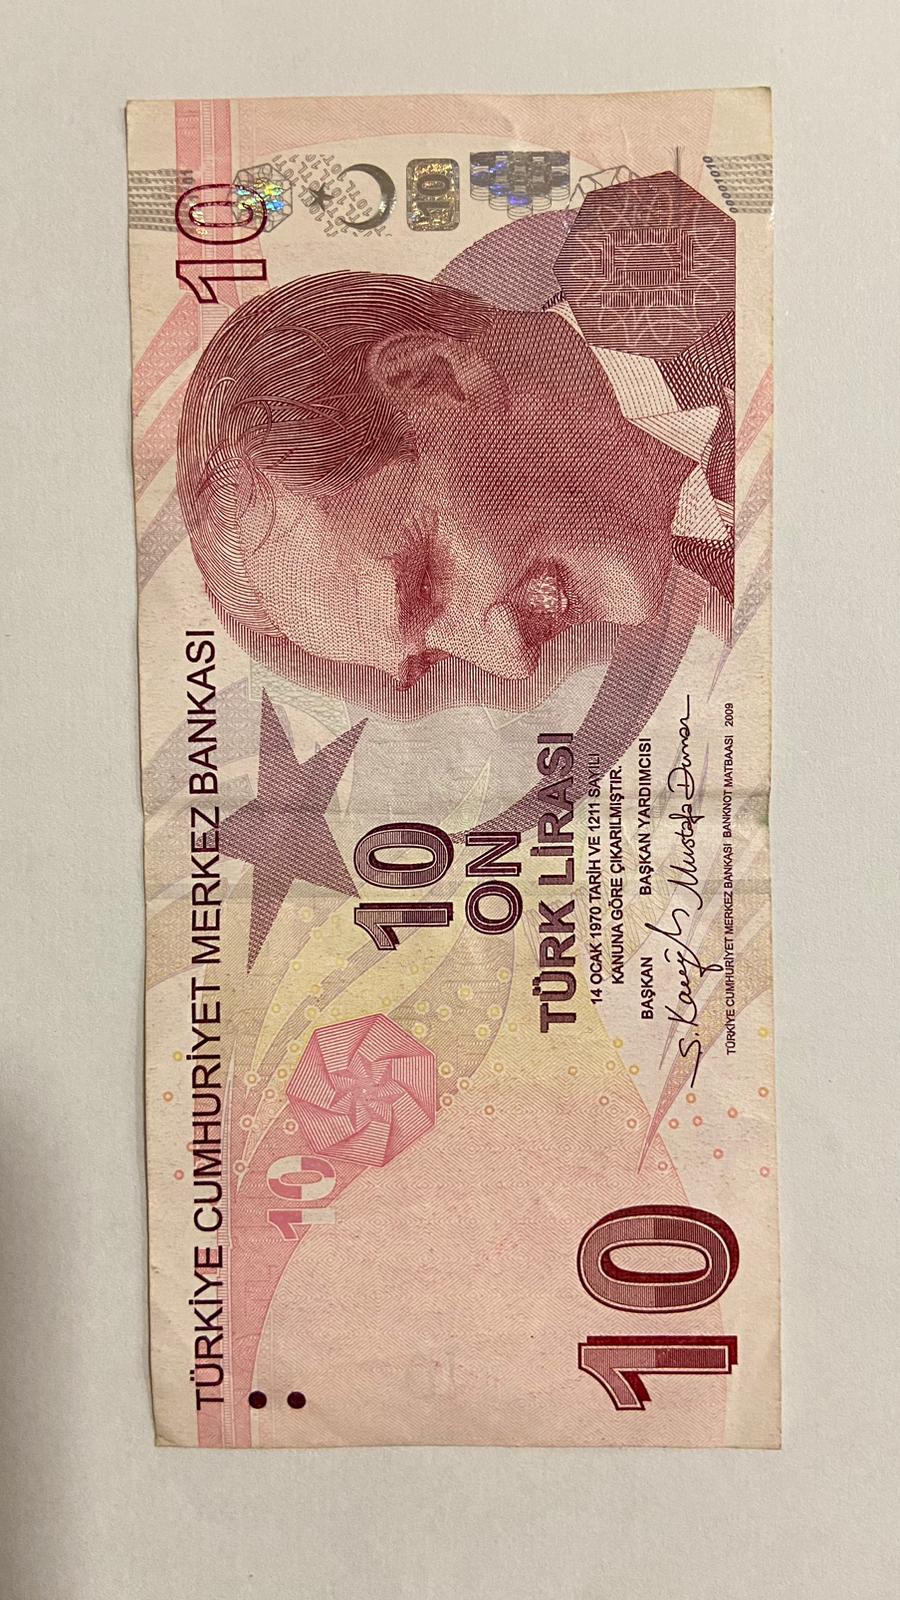 TÜRKİYE CUMHURİYET MERKEZ BANKASI
10
10
10
10
ON
TÜRK LİRASI
14 OCAK 1970 TARİH VE 1211 SAYILI
KANUNA GÖRE ÇIKARILMIŞTIR.
BAŞKAN BAŞKAN YARDIMCISI
TÜRKİYE CUMHURİYET MERKEZ BANKASI BANKNOT MATBAASI 2009
10